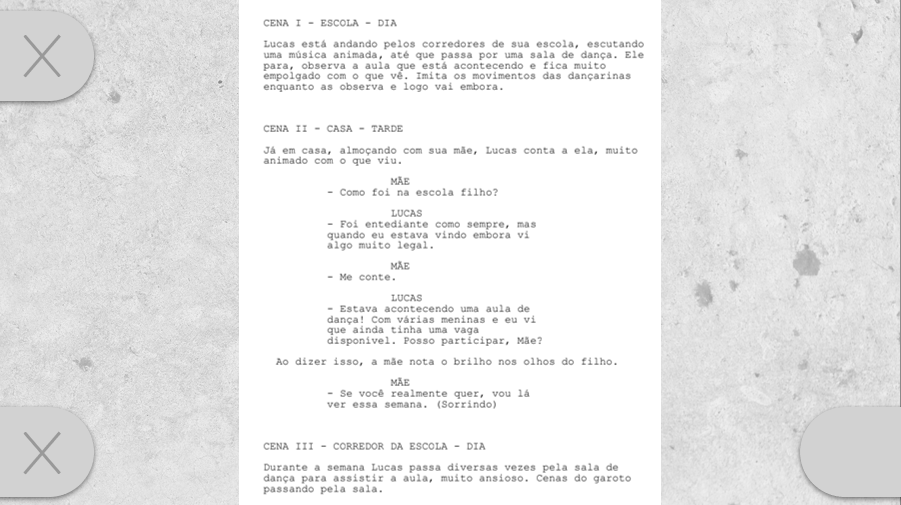 CENA I - ESCOLA - DIA
Lucas está andando pelos corredores de sua escola, escutando
uma música animada, até que passa por uma sala de dança. Ele
para, observa a aula que está acontecendo e fica muito
empolgado com o que vê. Imita os movimentos das dançarinas
enquanto as observa e logo vai embora.
CENA II - CASA - TARDE
Já em casa, almoçando com sua mãe, Lucas conta a ela, muito
animado com o que viu.
MÃE
- Como foi na escola filho?
LUCAS
- Foi entediante como sempre, mas
quando eu estava vindo embora vi
algo muito legal.
MÃE
- Me conte.
LUCAS
- Estava acontecendo uma aula de
dança! Com várias meninas e eu vi
que ainda tinha uma vaga
disponível. Posso participar, Mãe?
Ao dizer isso, a mãe nota o brilho nos olhos do filho.
MÃE
- Se você realmente quer, vou lá
ver essa semana. (Sorrindo)
CENA III - CORREDOR DA ESCOLA - DIA
Durante a semana Lucas passa diversas vezes pela sala de
dança para assistir a aula, muito ansioso. Cenas do garoto
passando pela sala.